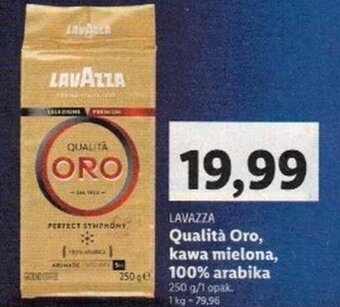 LAVAZZA
LAVAZZA
SELEZIONE PREMIUM
QUALITÀ
ORO
PERFECT SYMPHONY
100% ARABICA
AROMATIC
250 g e
19,99
LAVAZZA
Qualità Oro,
kawa mielona,
100% arabika
250 g/1 opak.
1 kg = 79,96